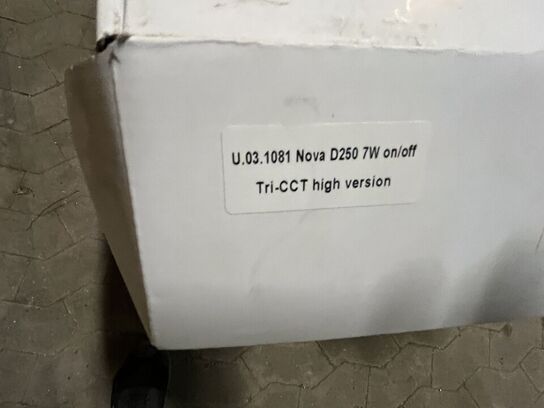 U.03.1081 Nova D250 7W on/off
Tri-CCT high version